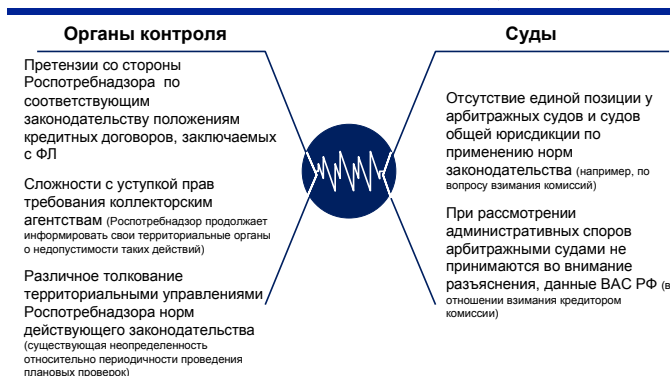 Органы контроля
Претензии со стороны
Роспотребнадзора по
соответствующим
законодательству положениям
кредитных договоров, заключаемых
с ФЛ
Сложности с уступкой прав
требования коллекторским
агентствам (Роспотребнадзор продолжает
информировать свои территориальные органы
о недопустимости таких действий)
Различное толкование
территориальными управлениями
Роспотребнадзора норм
действующего законодательства
(существующая неопределенность
относительно периодичности проведения
плановых проверок)
Суды
Отсутствие единой позиции у
арбитражных судов и судов
общей юрисдикции по
применению норм
законодательства (например, по
вопросу взимания комиссий)
При рассмотрении
административных споров
арбитражными судами не
принимаются во внимание
разъяснения, данные ВАС РФ (в
отношении взимания кредитором
комиссии)